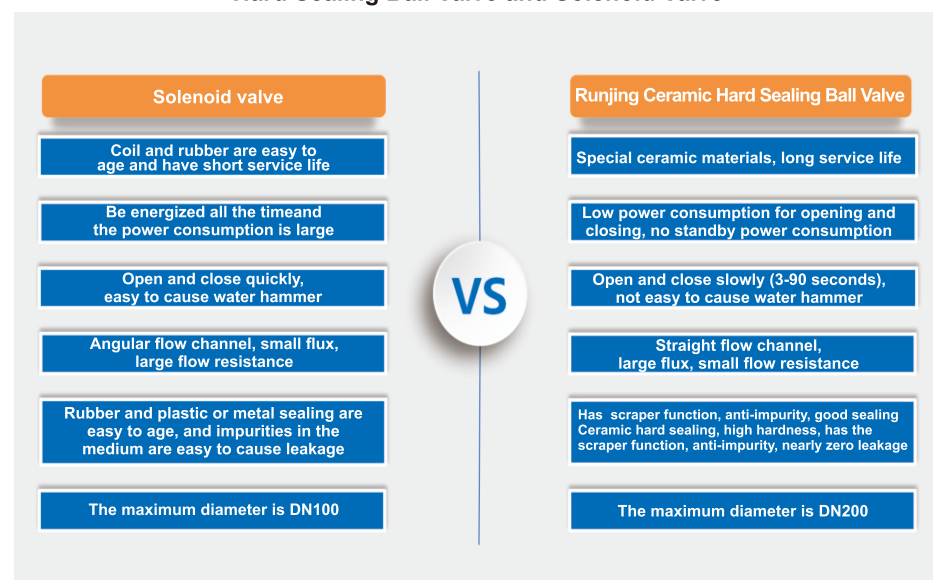 Hard Sealing Ball Valve and Solenoid Valve
Solenoid valve
Coil and rubber are easy to
age and have short service life
Be energized all the timeand
the power consumption is large
Open and close quickly,
easy to cause water hammer
Angular flow channel, small flux,
large flow resistance
Rubber and plastic or metal sealing are
easy to age, and impurities in the
medium are easy to cause leakage
The maximum diameter is DN100
VS
Runjing Ceramic Hard Sealing Ball Valve
Special ceramic materials, long service life
Low power consumption for opening and
closing, no standby power consumption
Open and close slowly (3-90 seconds),
not easy to cause water hammer
Straight flow channel,
large flux, small flow resistance
Has scraper function, anti-impurity, good sealing
Ceramic hard sealing, high hardness, has the
scraper function, anti-impurity, nearly zero leakage
The maximum diameter is DN200